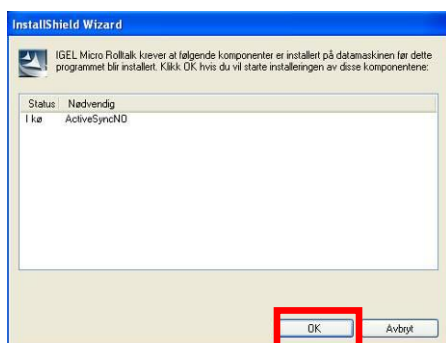 InstallShield Wizard
IGEL Micro Rolltalk krever at følgende komponenter er installert på datamaskinen før dette
programmet blir installert. Klikk OK hvis du vil starte installeringen av disse komponentene:
Status Nødvendig
I kø ActiveSyncNO
OK Avbryt